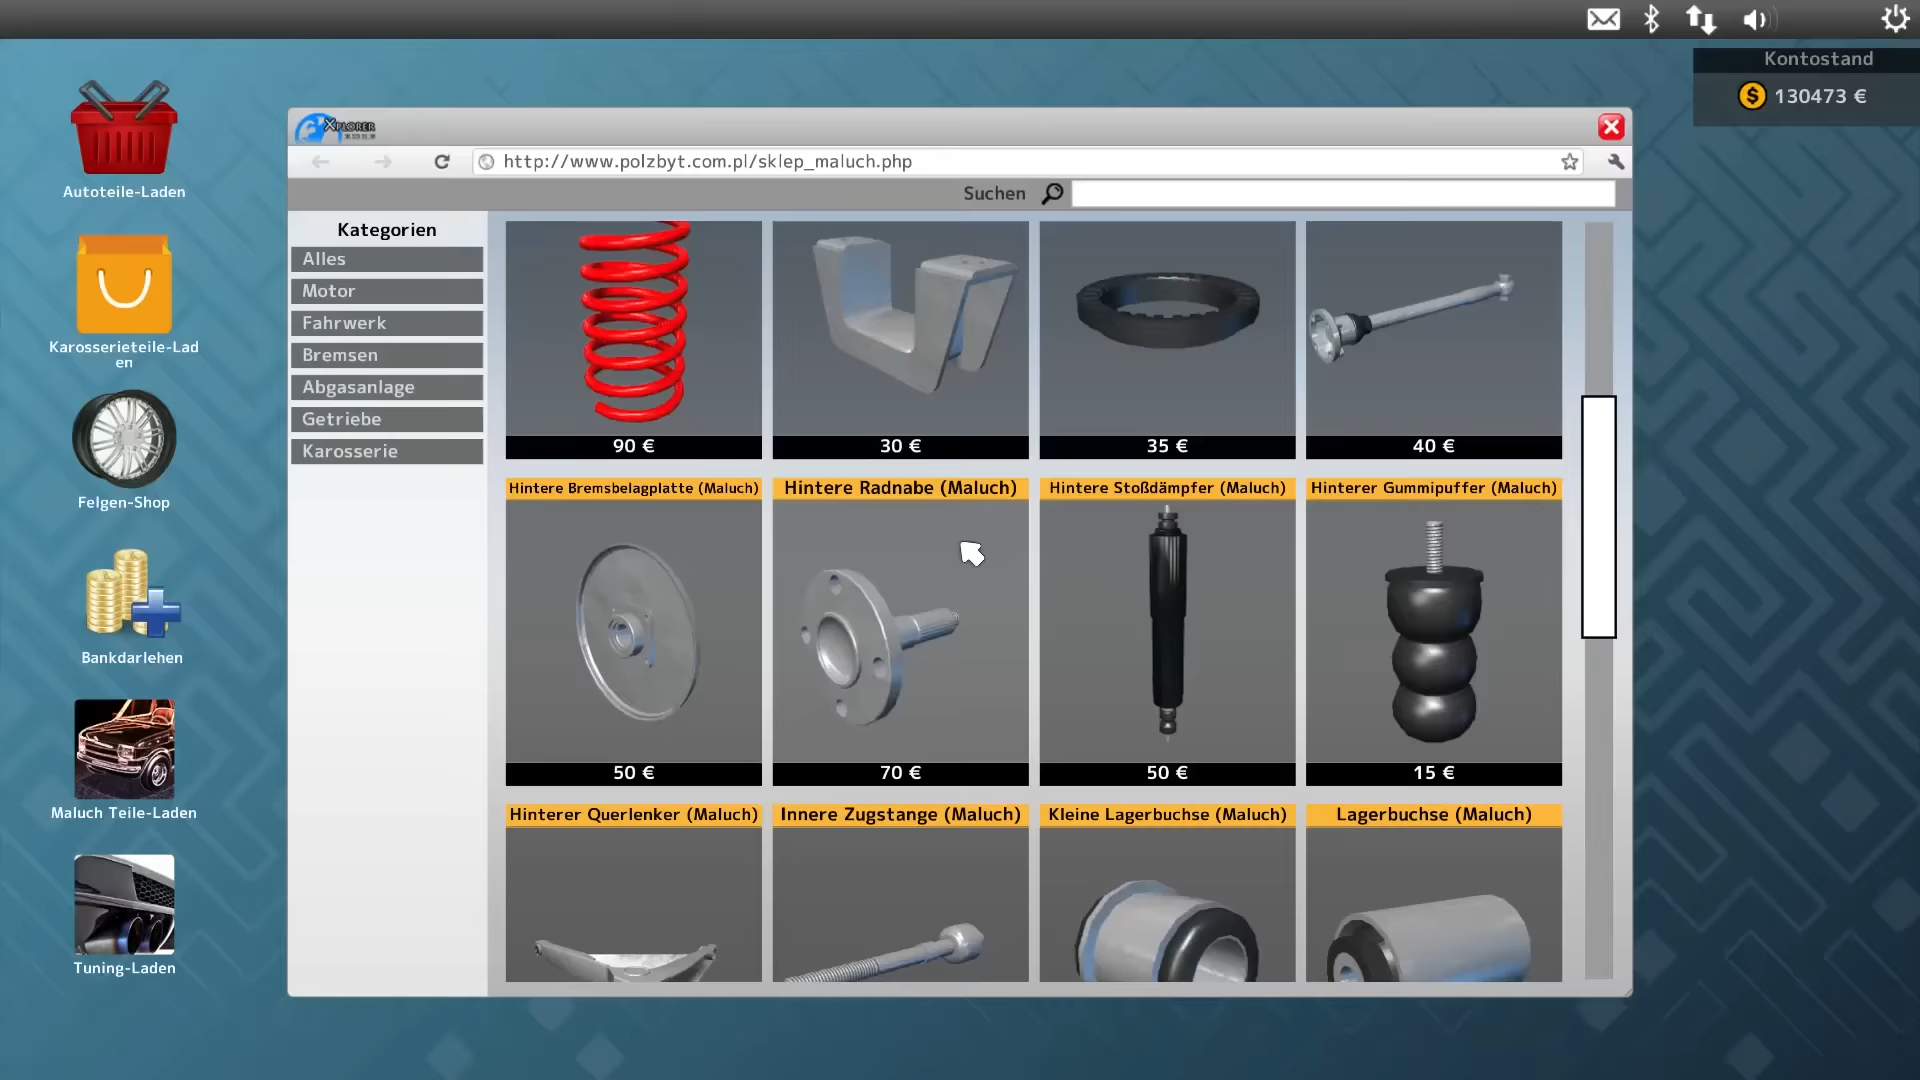 Kontostand
130473 €
Autoteile-Laden
Karosserieteile-Lad
en
Felgen-Shop
Bankdarlehen
Maluch Teile-Laden
Tuning-Laden
XPLORER
http://www.polzbyt.com.pl/sklep_maluch.php
Suchen
Kategorien
Alles
Motor
Fahrwerk
Bremsen
Abgasanlage
Getriebe
Karosserie
90 €
30 €
35 €
40 €
Hintere Bremsbelagplatte (Maluch)
Hintere Radnabe (Maluch)
Hintere Stoßdämpfer (Maluch)
Hinterer Gummipuffer (Maluch)
50 €
70 €
50 €
15 €
Hinterer Querlenker (Maluch)
Innere Zugstange (Maluch)
Kleine Lagerbuchse (Maluch)
Lagerbuchse (Maluch)